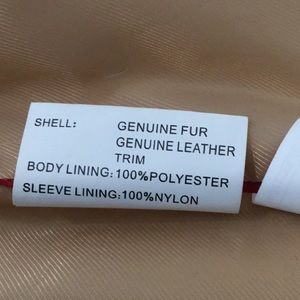 SHELL: GENUINE FUR
GENUINE LEATHER
TRIM
BODY LINING:100%POLYESTER
SLEEVE LINING:100%NYLON